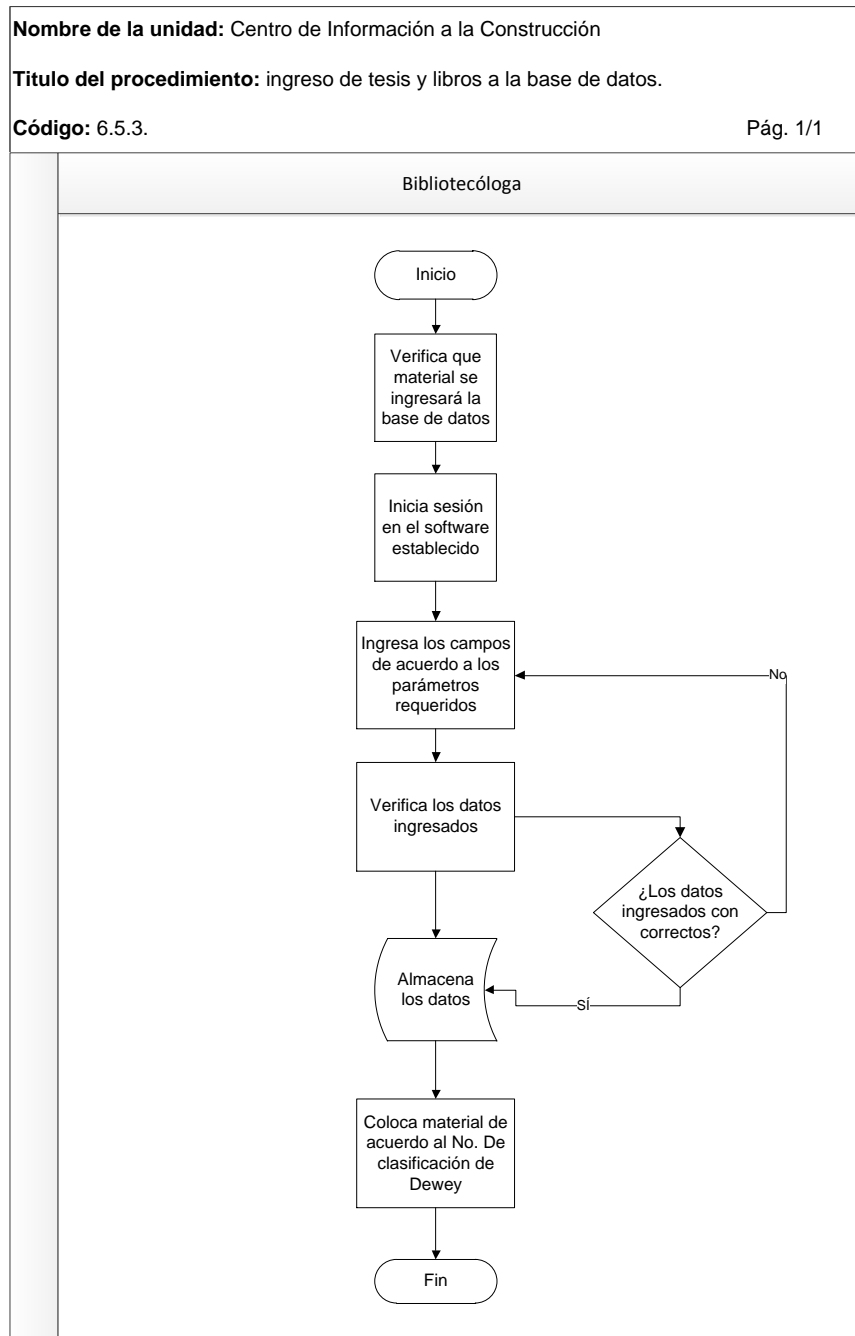 Nombre de la unidad: Centro de Información a la Construcción
Titulo del procedimiento: ingreso de tesis y libros a la base de datos.
Código: 6.5.3. Pág. 1/1
Bibliotecóloga
Inicio
Verifica que
material se
ingresará la
base de datos
Inicia sesión
en el software
establecido
Ingresa los campos
de acuerdo a los
parámetros
requeridos
No
Verifica los datos
ingresados
¿Los datos
ingresados con
correctos?
Almacena
los datos
SÍ
Coloca material de
acuerdo al No. De
clasificación de
Dewey
Fin